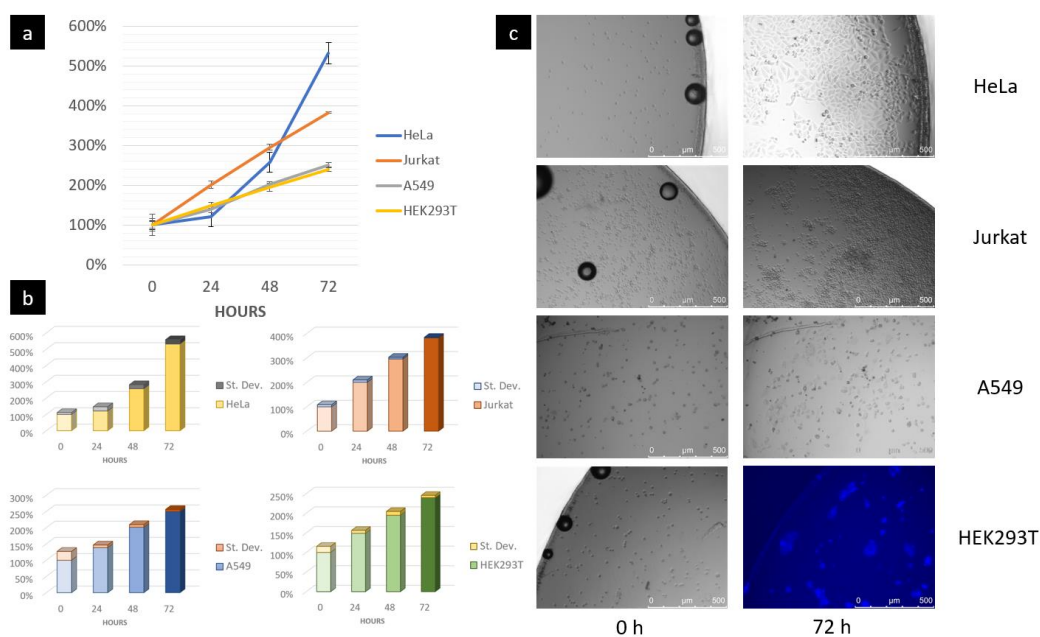 a
600%
500%
400%
300%
200%
100%
0%
0 24 48 72
HOURS
HeLa
Jurkat
A549
HEK293T
b
600%
500%
400%
300%
200%
100%
0%
0 24 48 72
HOURS
St. Dev.
HeLa
400%
300%
200%
100%
0%
0 24 48 72
HOURS
St. Dev.
Jurkat
300%
250%
200%
150%
100%
50%
0%
0 24 48 72
HOURS
St. Dev.
A549
250%
200%
150%
100%
50%
0%
0 24 48 72
HOURS
St. Dev.
HEK293T
c
0 µm 500
0 µm 500
HeLa
0 µm 500
0 µm 500
Jurkat
0 µm 500
0 µm 500
A549
0 µm 500
0 µm 500
HEK293T
0 h 72 h